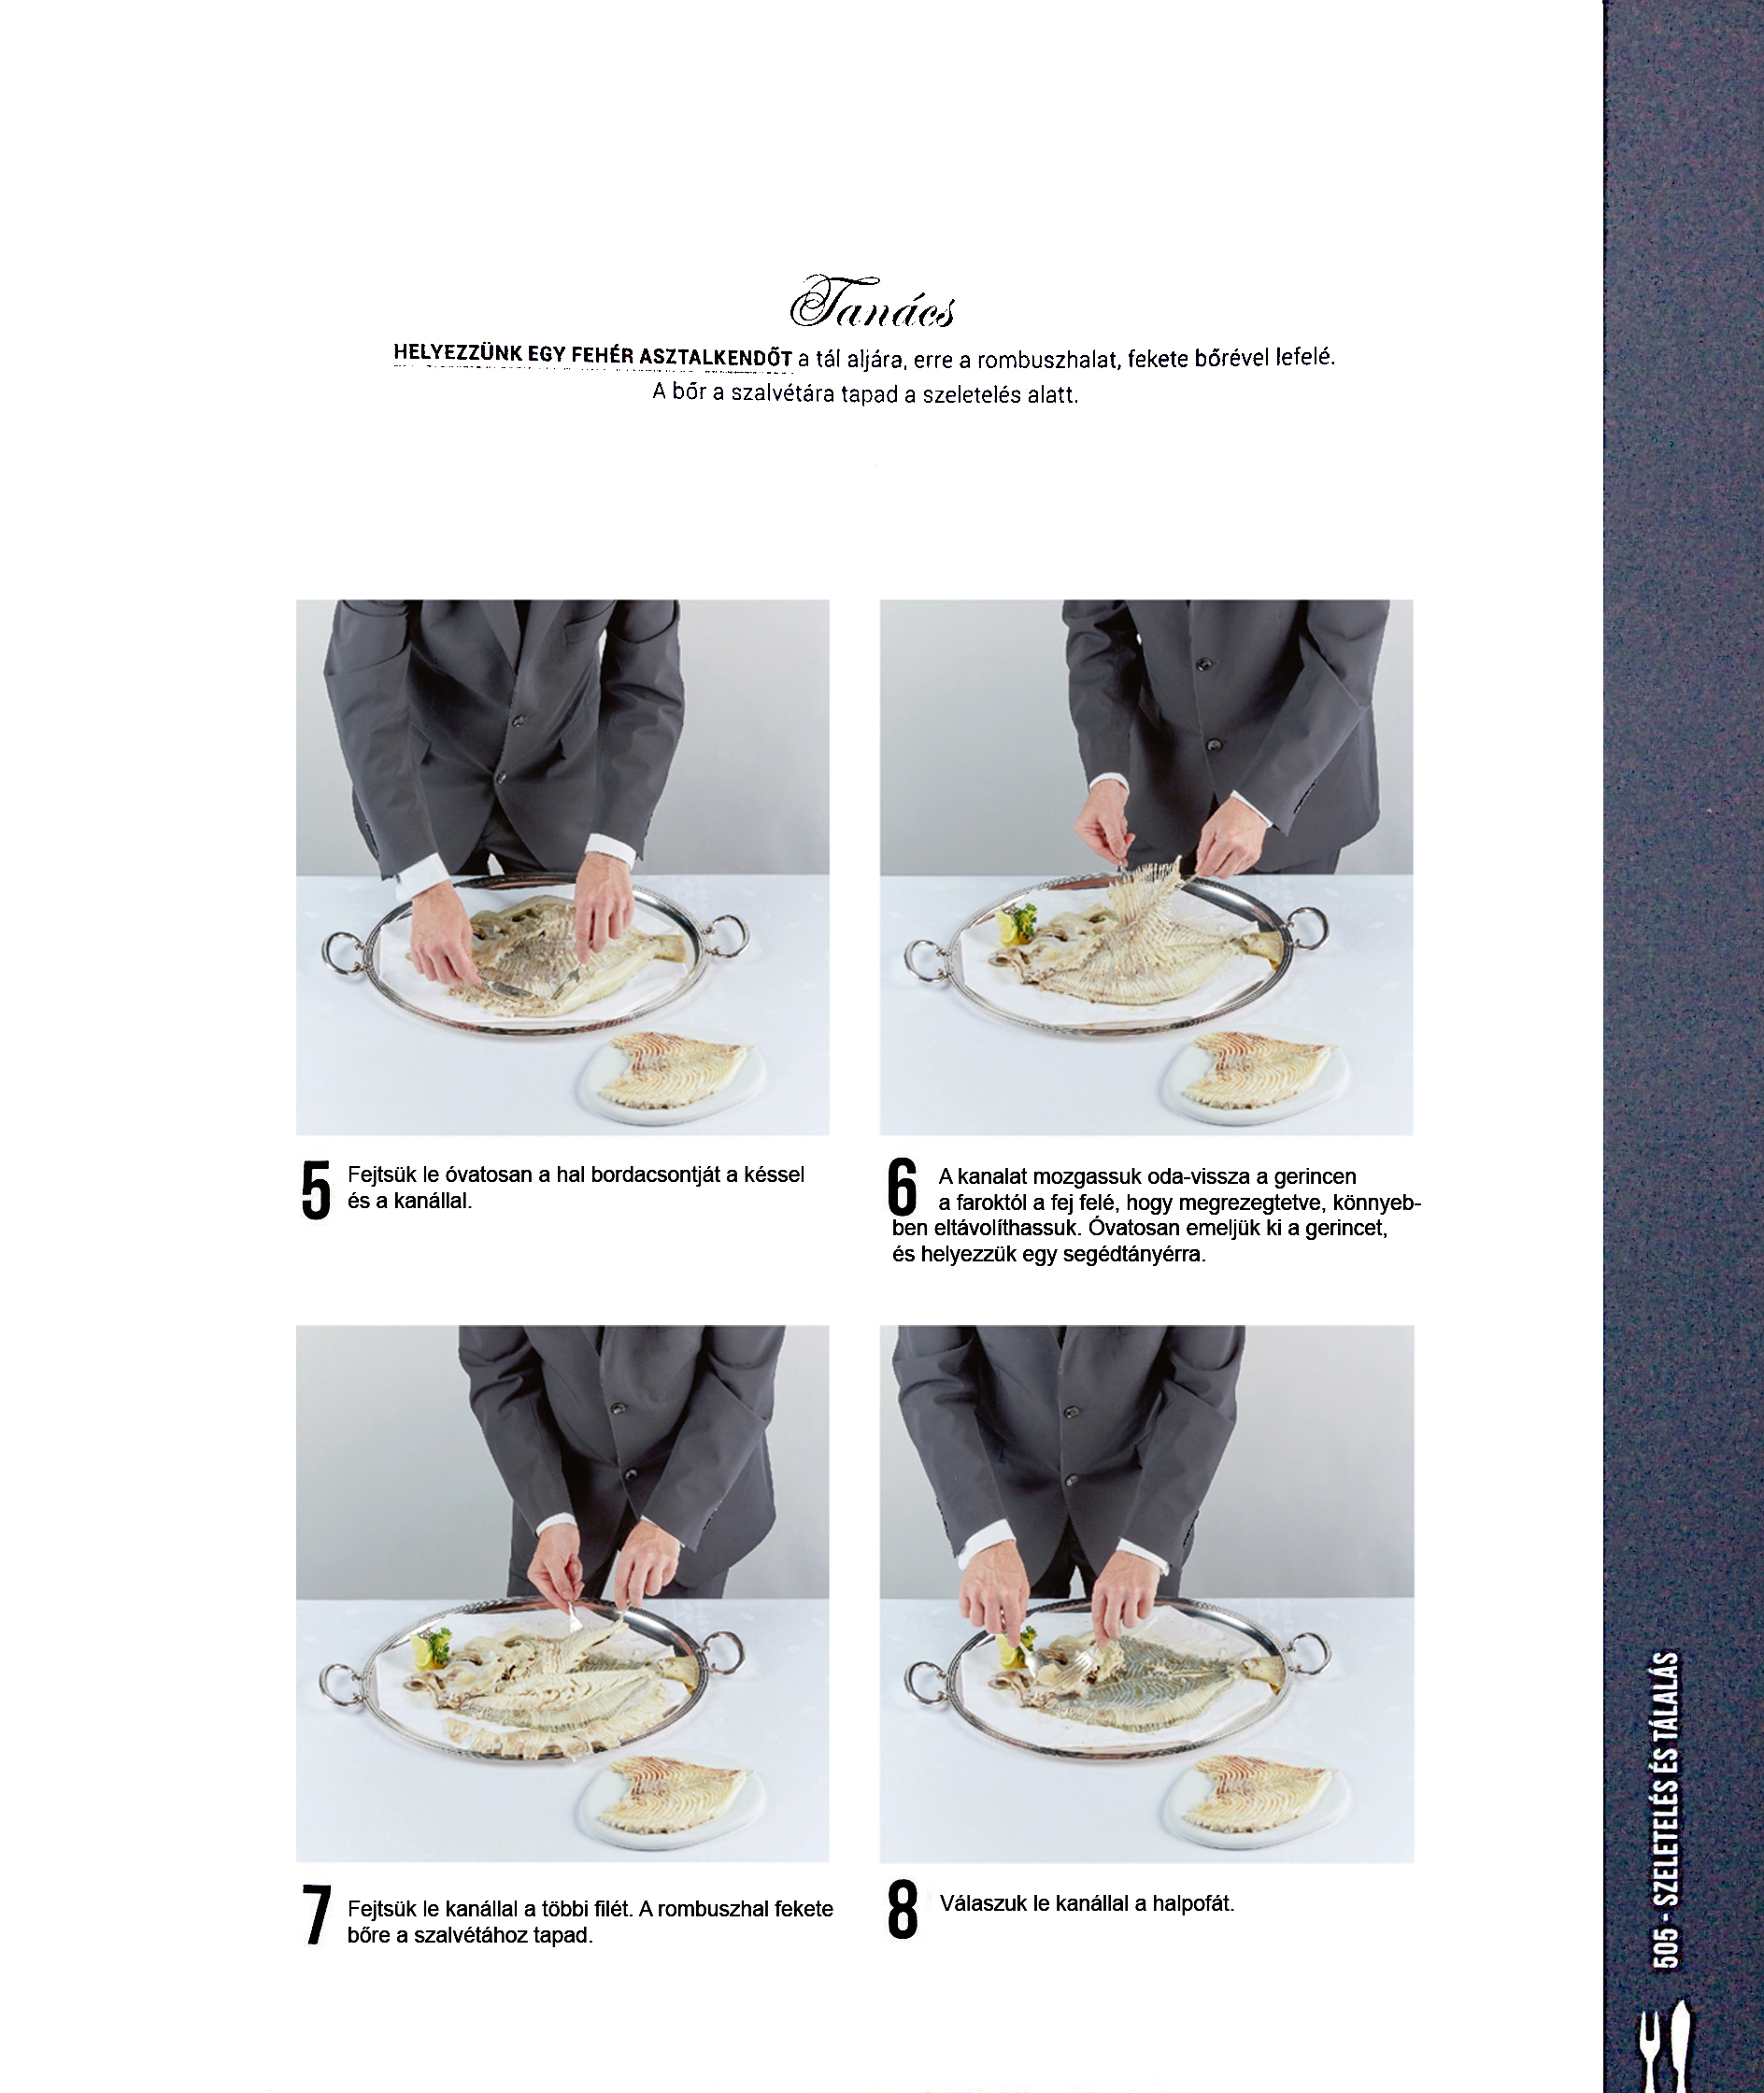 Tanács
HELYEZZÜNK EGY FEHÉR ASZTALKENDŐT a tál aljára, erre a rombuszhalat, fekete bőrével lefelé.
A bőr a szalvétára tapad a szeletelés alatt.
5 Fejtsük le óvatosan a hal bordacsontját a késsel
és a kanállal.
6 A kanalat mozgassuk oda-vissza a gerincen
a faroktól a fej felé, hogy megrezegtetve, könnyeb-
ben eltávolíthassuk. Óvatosan emeljük ki a gerincet,
és helyezzük egy segédtányérra.
7 Fejtsük le kanállal a többi filét. A rombuszhal fekete
bőre a szalvétához tapad.
8 Válaszuk le kanállal a halpofát.
505 - SZELETELÉS ÉS TÁLALÁS